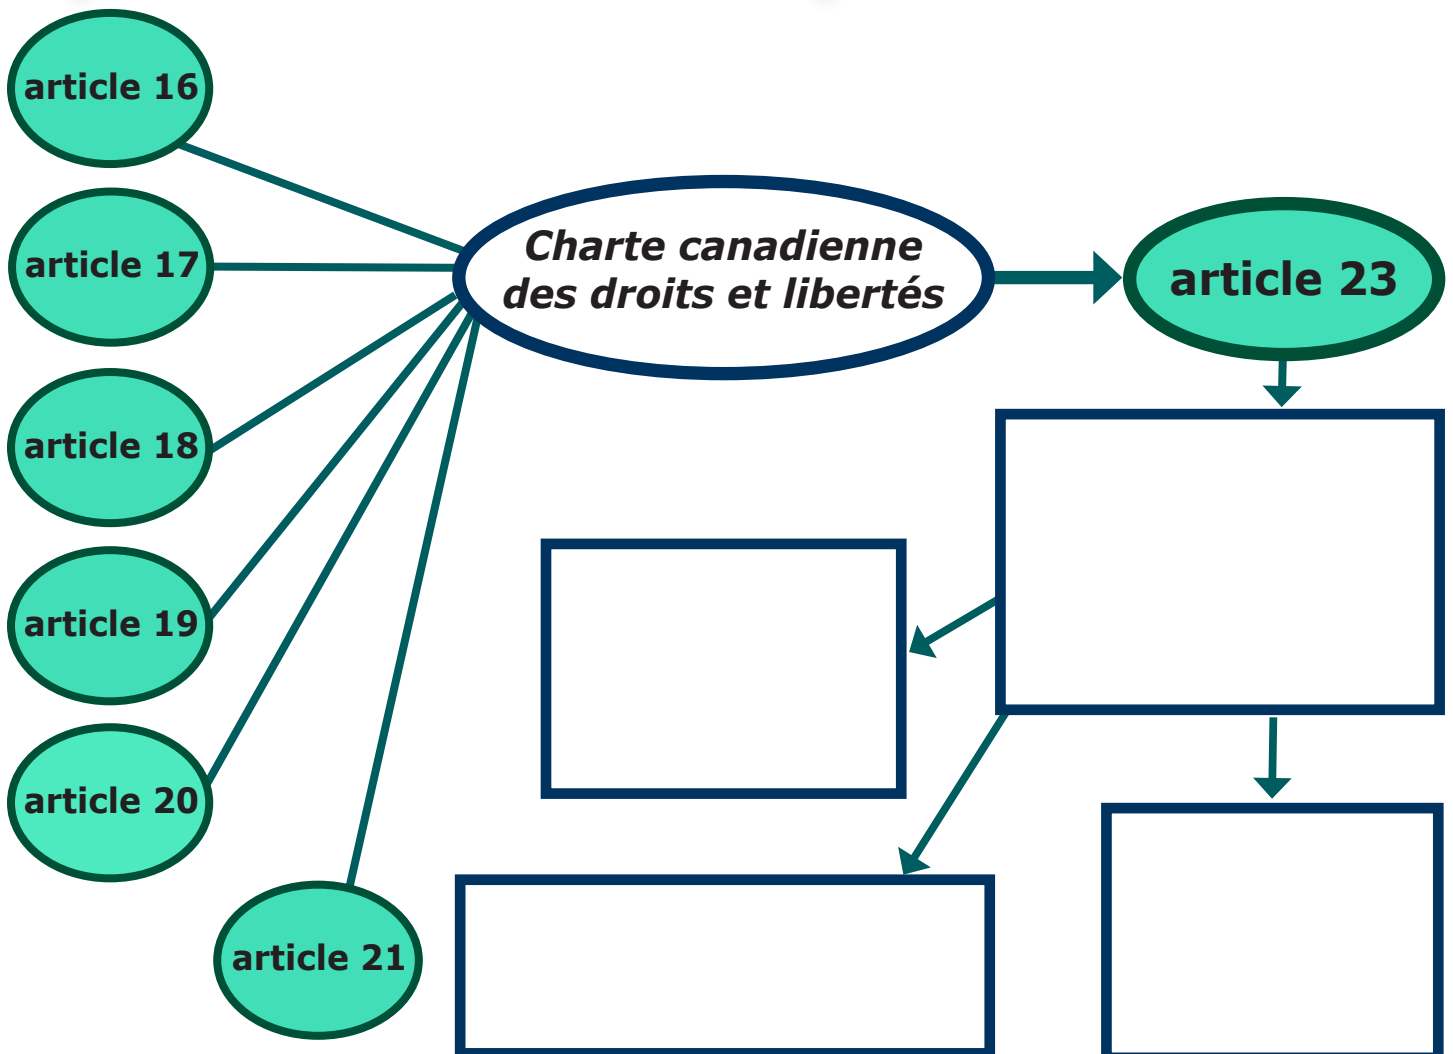 article 16
article 17
article 18
article 19
article 20
article 21
Charte canadienne
des droits et libertés
article 23